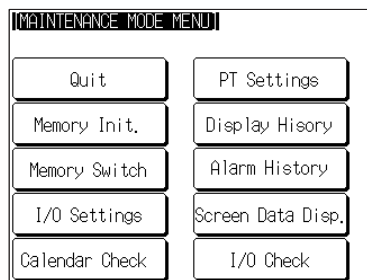 [MAINTENANCE MODE MENU]
Quit
PT Settings
Memory Init.
Display Hisory
Memory Switch
Alarm History
I/O Settings
Screen Data Disp.
Calendar Check
I/O Check